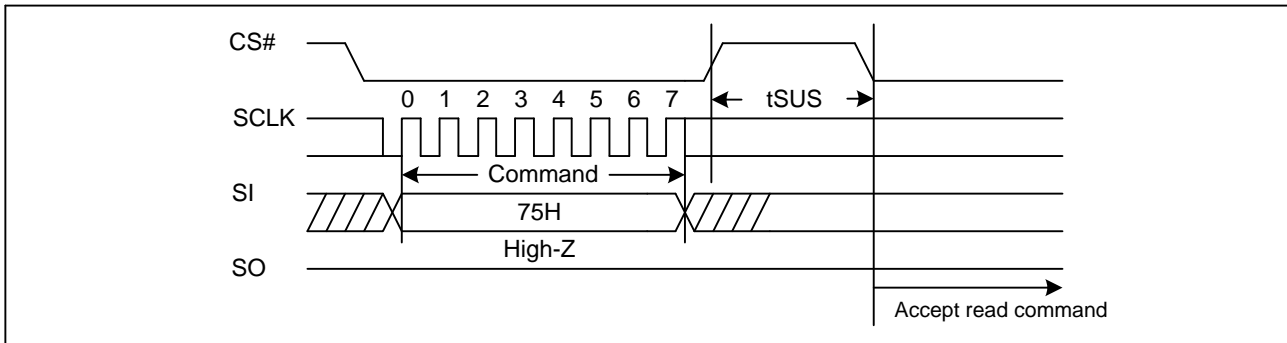 CS#
tSUS
0 1 2 3 4 5 6 7
SCLK
Command
SI
75H
High-Z
SO
Accept read command